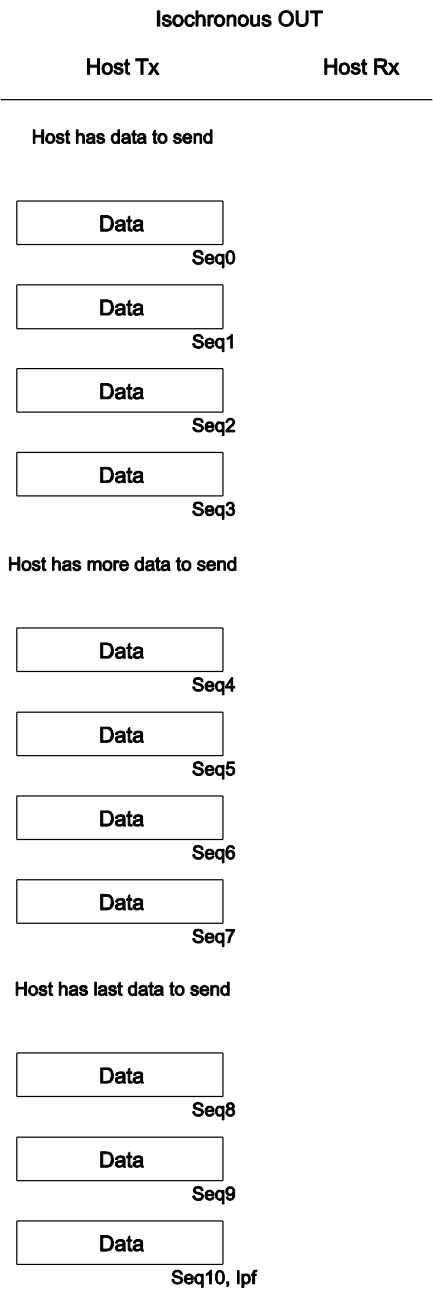 Isochronous OUT
Host Tx Host Rx
Host has data to send
Data
Seq0
Data
Seq1
Data
Seq2
Data
Seq3
Host has more data to send
Data
Seq4
Data
Seq5
Data
Seq6
Data
Seq7
Host has last data to send
Data
Seq8
Data
Seq9
Data
Seq10, lpf